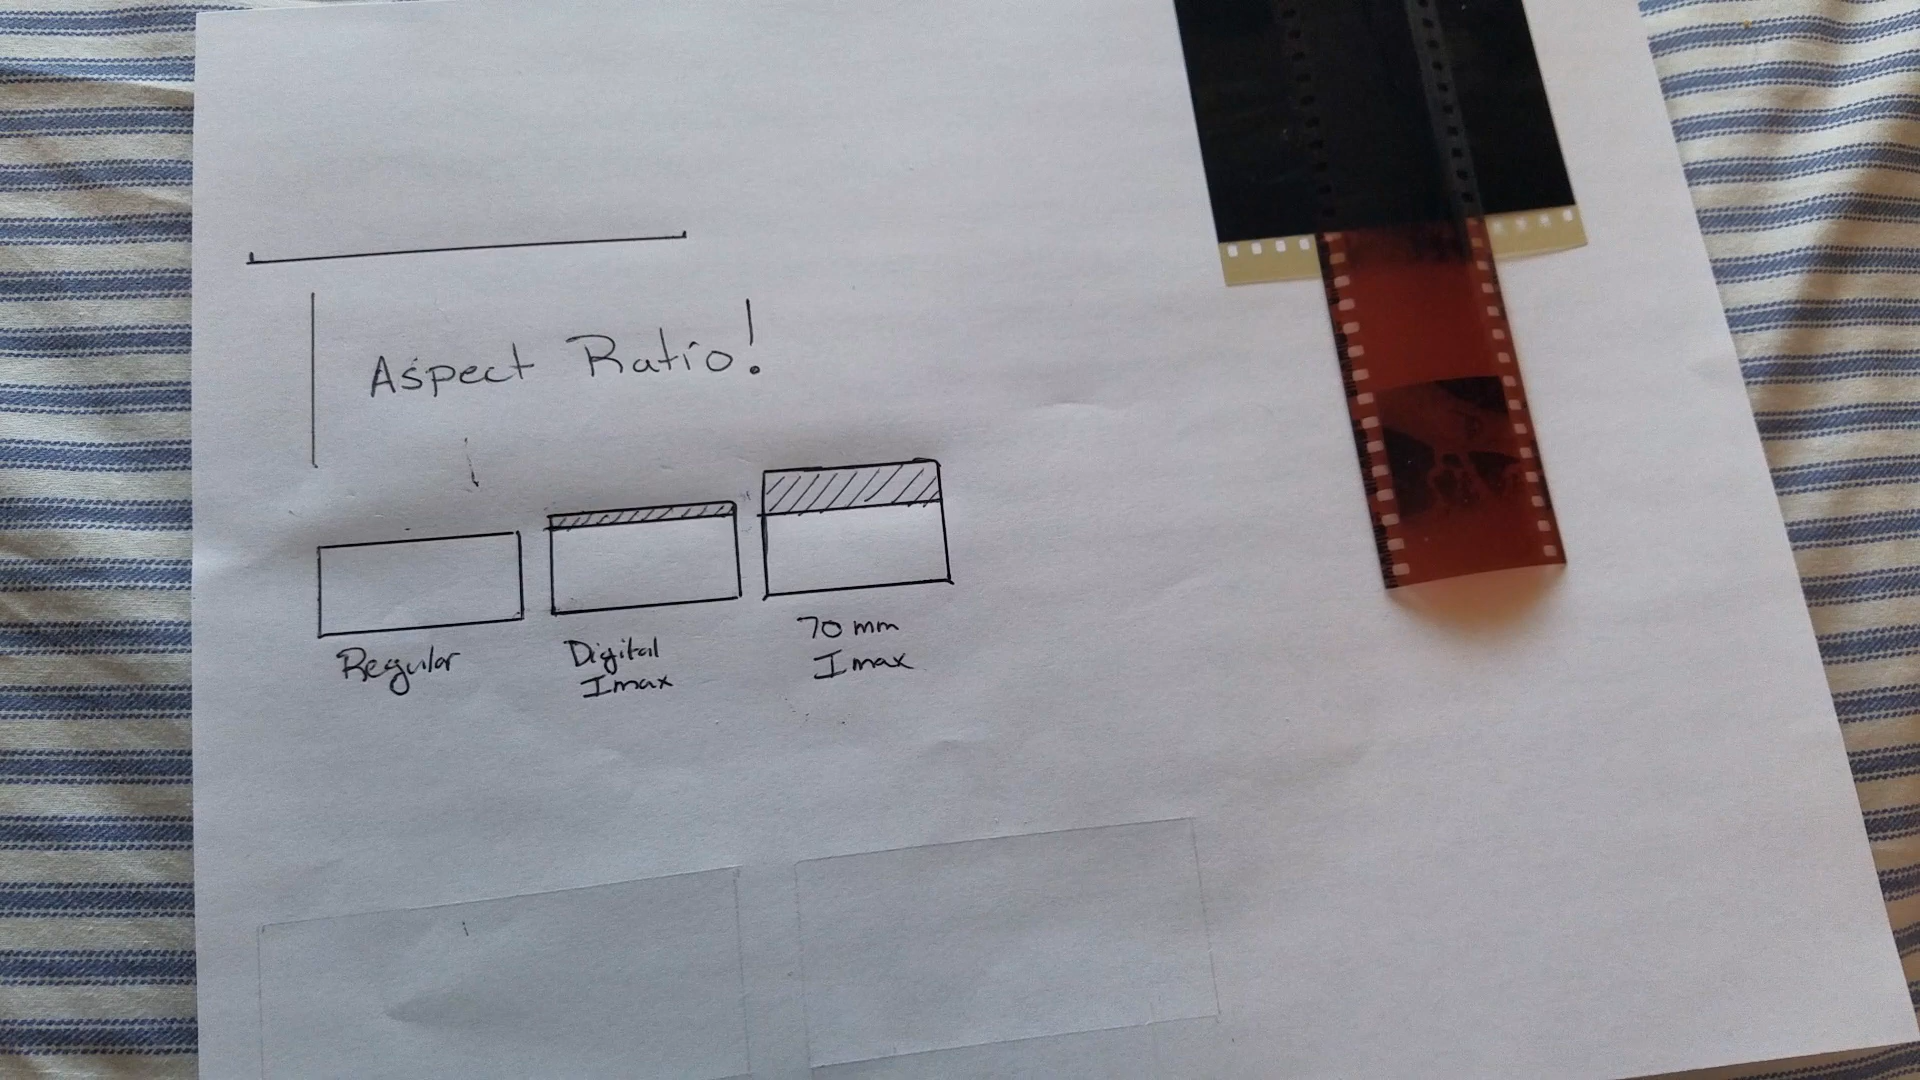 Aspect Ratio!
Regular
Digital
Imax
70 mm
Imax